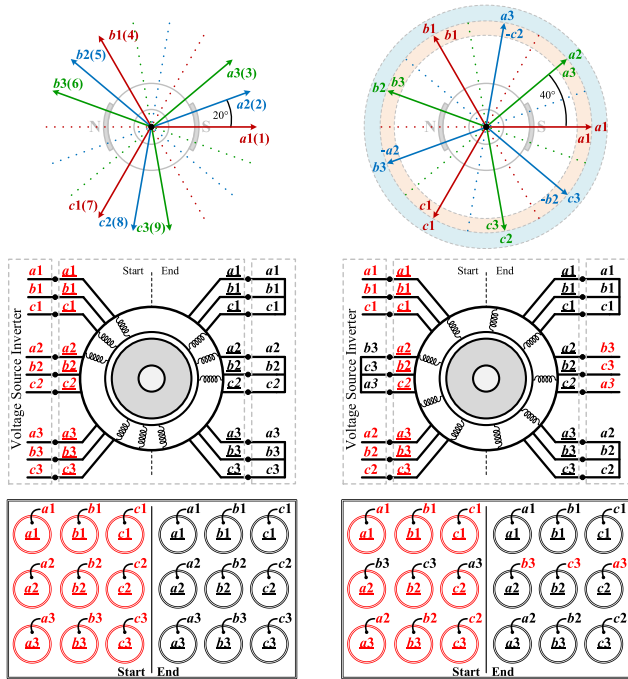 b1(4)
b2(5)
b3(6)
a3(3)
a2(2)
20°
N
S
a1(1)
c1(7)
c2(8)
c3(9)
a3
-c2
b1
b1
a2
a3
b2
b3
40°
N
S
a1
a1
-a2
b3
-b2
c3
c1
c1
c3
c2
Voltage Source Inverter
Start
End
a1 a1 a1 a1
b1 b1 b1 b1
c1 c1 c1 c1
a2 a2 a2 a2
b2 b2 b2 b2
c2 c2 c2 c2
a3 a3 a3 a3
b3 b3 b3 b3
c3 c3 c3 c3
Voltage Source Inverter
Start
End
a1 a1 a1 a1
b1 b1 b1 b1
c1 c1 c1 c1
b3 a2 a2 b3
c3 b2 b2 c3
a3 c2 c2 a3
a2 a3 a3 a2
b2 b3 b3 b2
c2 c3 c3 c2
a1 b1 c1 a1 b1 c1
a1 b1 c1 a1 b1 c1
a2 b2 c2 a2 b2 c2
a2 b2 c2 a2 b2 c2
a3 b3 c3 a3 b3 c3
a3 b3 c3 a3 b3 c3
Start End
a1 b1 c1 a1 b1 c1
a1 b1 c1 a1 b1 c1
b3 c3 a3 b3 c3 a3
a2 b2 c2 a2 b2 c2
a2 b2 c2 a2 b2 c2
a3 b3 c3 a3 b3 c3
Start End